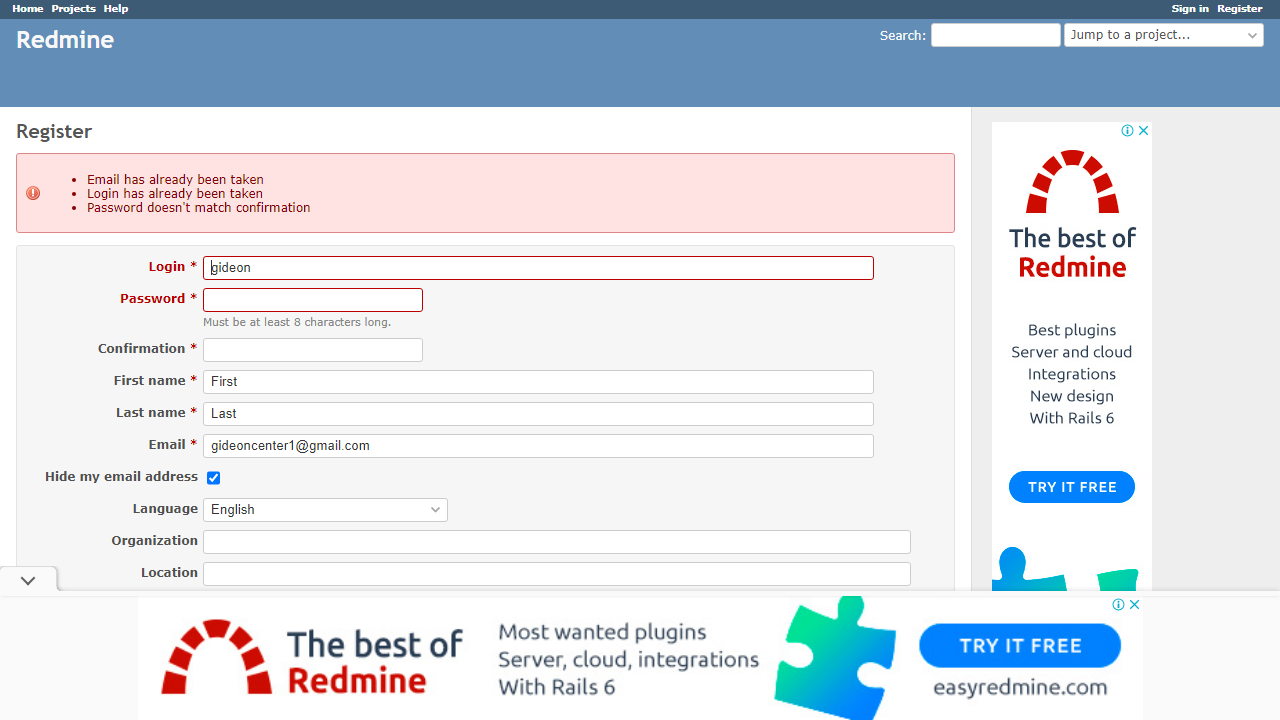 Home Projects Help Sign in Register
Redmine
Search: Jump to a project...
Register
Email has already been taken
Login has already been taken
Password doesn't match confirmation
Login * gideon
Password *
Must be at least 8 characters long.
Confirmation *
First name * First
Last name * Last
Email * gideoncenter1@gmail.com
Hide my email address
Language English
Organization
Location
The best of
Redmine
Best plugins
Server and cloud
Integrations
New design
With Rails 6
TRY IT FREE
The best of
Redmine
Most wanted plugins
Server, cloud, integrations
With Rails 6
TRY IT FREE
easyredmine.com